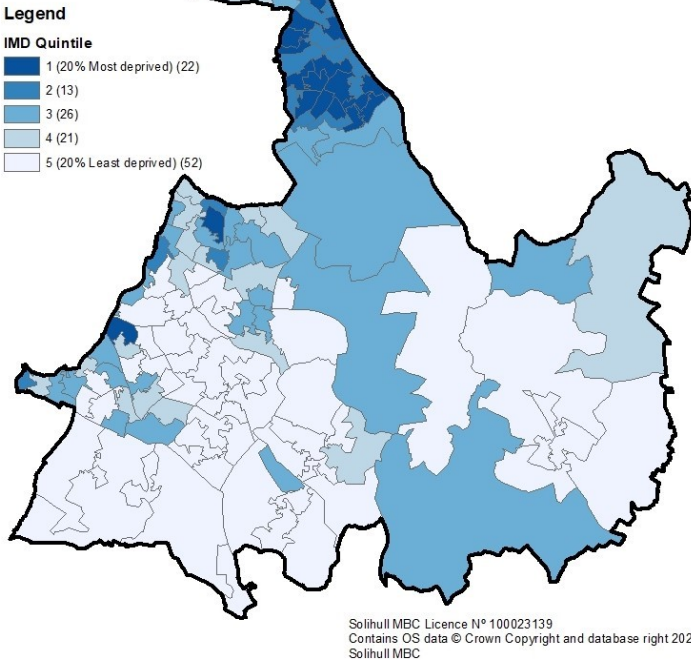 Legend
IMD Quintile
1 (20% Most deprived) (22)
2 (13)
3 (26)
4 (21)
5 (20% Least deprived) (52)
Solihull MBC Licence Nº 100023139
Contains OS data © Crown Copyright and database right 202
Solihull MBC